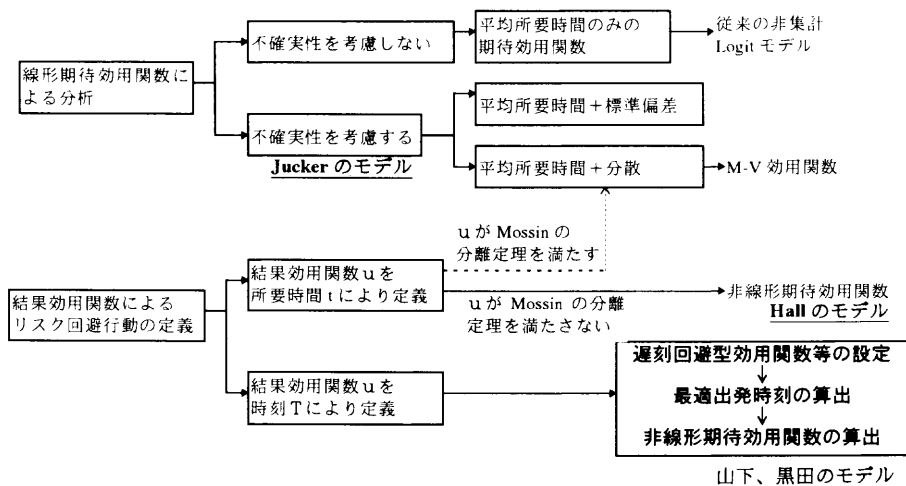 線形期待効用関数に
よる分析
不確実性を考慮しない
平均所要時間のみの
期待効用関数
従来の非集計
Logit モデル
不確実性を考慮する
Jucker のモデル
平均所要時間＋標準偏差
平均所要時間＋分散
M-V 効用関数
u が Mossin の
分離定理を満たす
結果効用関数による
リスク回避行動の定義
結果効用関数 u を
所要時間 t により定義
u が Mossin の分離
定理を満たさない
非線形期待効用関数
Hall のモデル
結果効用関数 u を
時刻 T により定義
遅刻回避型効用関数等の設定
最適出発時刻の算出
非線形期待効用関数の算出
山下、黒田のモデル